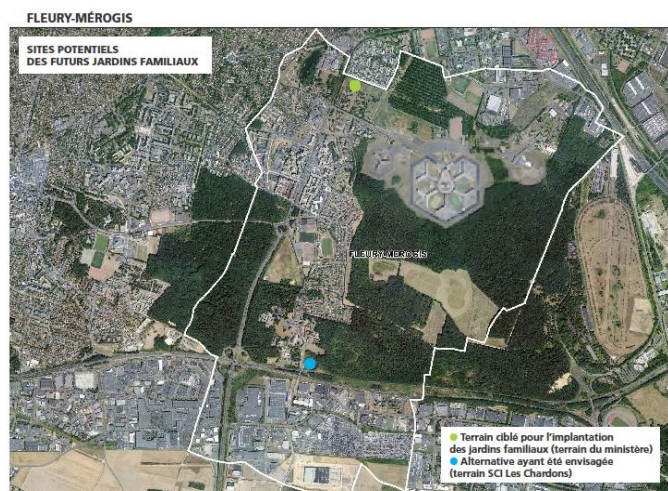 FLEURY-MÉROGIS
SITES POTENTIELS
DES FUTURS JARDINS FAMILIAUX
FLEURY-MEROGIS
Terrain ciblé pour l'implantation
des jardins familiaux (terrain du ministère)
Alternative ayant été envisagée
(terrain SCI Les Chardons)